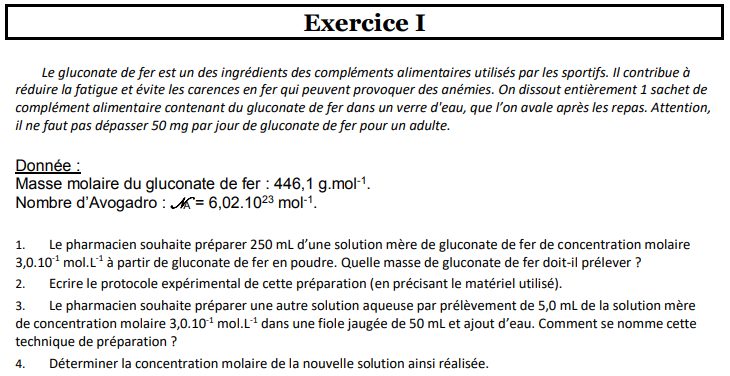 Exercice I
Le gluconate de fer est un des ingrédients des compléments alimentaires utilisés par les sportifs. Il contribue à
réduire la fatigue et évite les carences en fer qui peuvent provoquer des anémies. On dissout entièrement 1 sachet de
complément alimentaire contenant du gluconate de fer dans un verre d'eau, que l’on avale après les repas. Attention,
il ne faut pas dépasser 50 mg par jour de gluconate de fer pour un adulte.
Donnée :
Masse molaire du gluconate de fer : 446,1 g.mol⁻¹.
Nombre d’Avogadro : 𝒩A = 6,02.10²³ mol⁻¹.
1. Le pharmacien souhaite préparer 250 mL d’une solution mère de gluconate de fer de concentration molaire
3,0.10⁻¹ mol.L⁻¹ à partir de gluconate de fer en poudre. Quelle masse de gluconate de fer doit-il prélever ?
2. Ecrire le protocole expérimental de cette préparation (en précisant le matériel utilisé).
3. Le pharmacien souhaite préparer une autre solution aqueuse par prélèvement de 5,0 mL de la solution mère
de concentration molaire 3,0.10⁻¹ mol.L⁻¹ dans une fiole jaugée de 50 mL et ajout d’eau. Comment se nomme cette
technique de préparation ?
4. Déterminer la concentration molaire de la nouvelle solution ainsi réalisée.